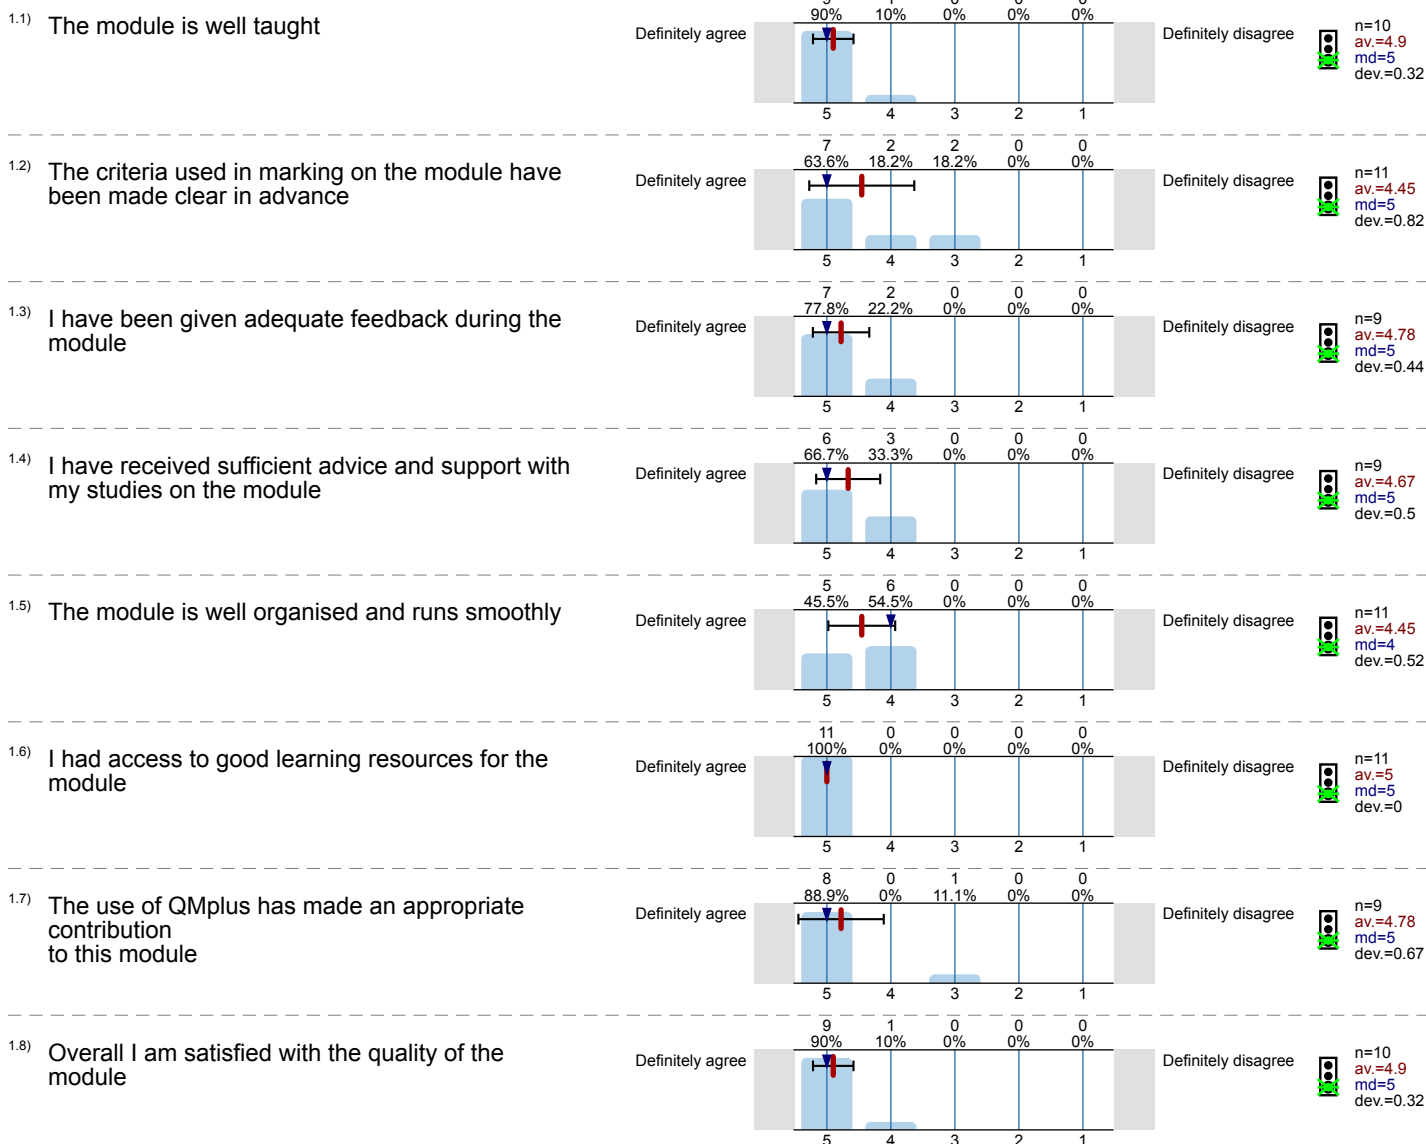 9 1 0 0 0
90% 10% 0% 0% 0%
1.1) The module is well taught
Definitely agree
Definitely disagree
n=10
av.=4.9
md=5
dev.=0.32
5 4 3 2 1
7 2 2 0 0
63.6% 18.2% 18.2% 0% 0%
1.2) The criteria used in marking on the module have
been made clear in advance
Definitely agree
Definitely disagree
n=11
av.=4.45
md=5
dev.=0.82
5 4 3 2 1
7 2 0 0 0
77.8% 22.2% 0% 0% 0%
1.3) I have been given adequate feedback during the
module
Definitely agree
Definitely disagree
n=9
av.=4.78
md=5
dev.=0.44
5 4 3 2 1
6 3 0 0 0
66.7% 33.3% 0% 0% 0%
1.4) I have received sufficient advice and support with
my studies on the module
Definitely agree
Definitely disagree
n=9
av.=4.67
md=5
dev.=0.5
5 4 3 2 1
5 6 0 0 0
45.5% 54.5% 0% 0% 0%
1.5) The module is well organised and runs smoothly
Definitely agree
Definitely disagree
n=11
av.=4.45
md=4
dev.=0.52
5 4 3 2 1
11 0 0 0 0
100% 0% 0% 0% 0%
1.6) I had access to good learning resources for the
module
Definitely agree
Definitely disagree
n=11
av.=5
md=5
dev.=0
5 4 3 2 1
8 0 1 0 0
88.9% 0% 11.1% 0% 0%
1.7) The use of QMplus has made an appropriate
contribution
to this module
Definitely agree
Definitely disagree
n=9
av.=4.78
md=5
dev.=0.67
5 4 3 2 1
9 1 0 0 0
90% 10% 0% 0% 0%
1.8) Overall I am satisfied with the quality of the
module
Definitely agree
Definitely disagree
n=10
av.=4.9
md=5
dev.=0.32
5 4 3 2 1